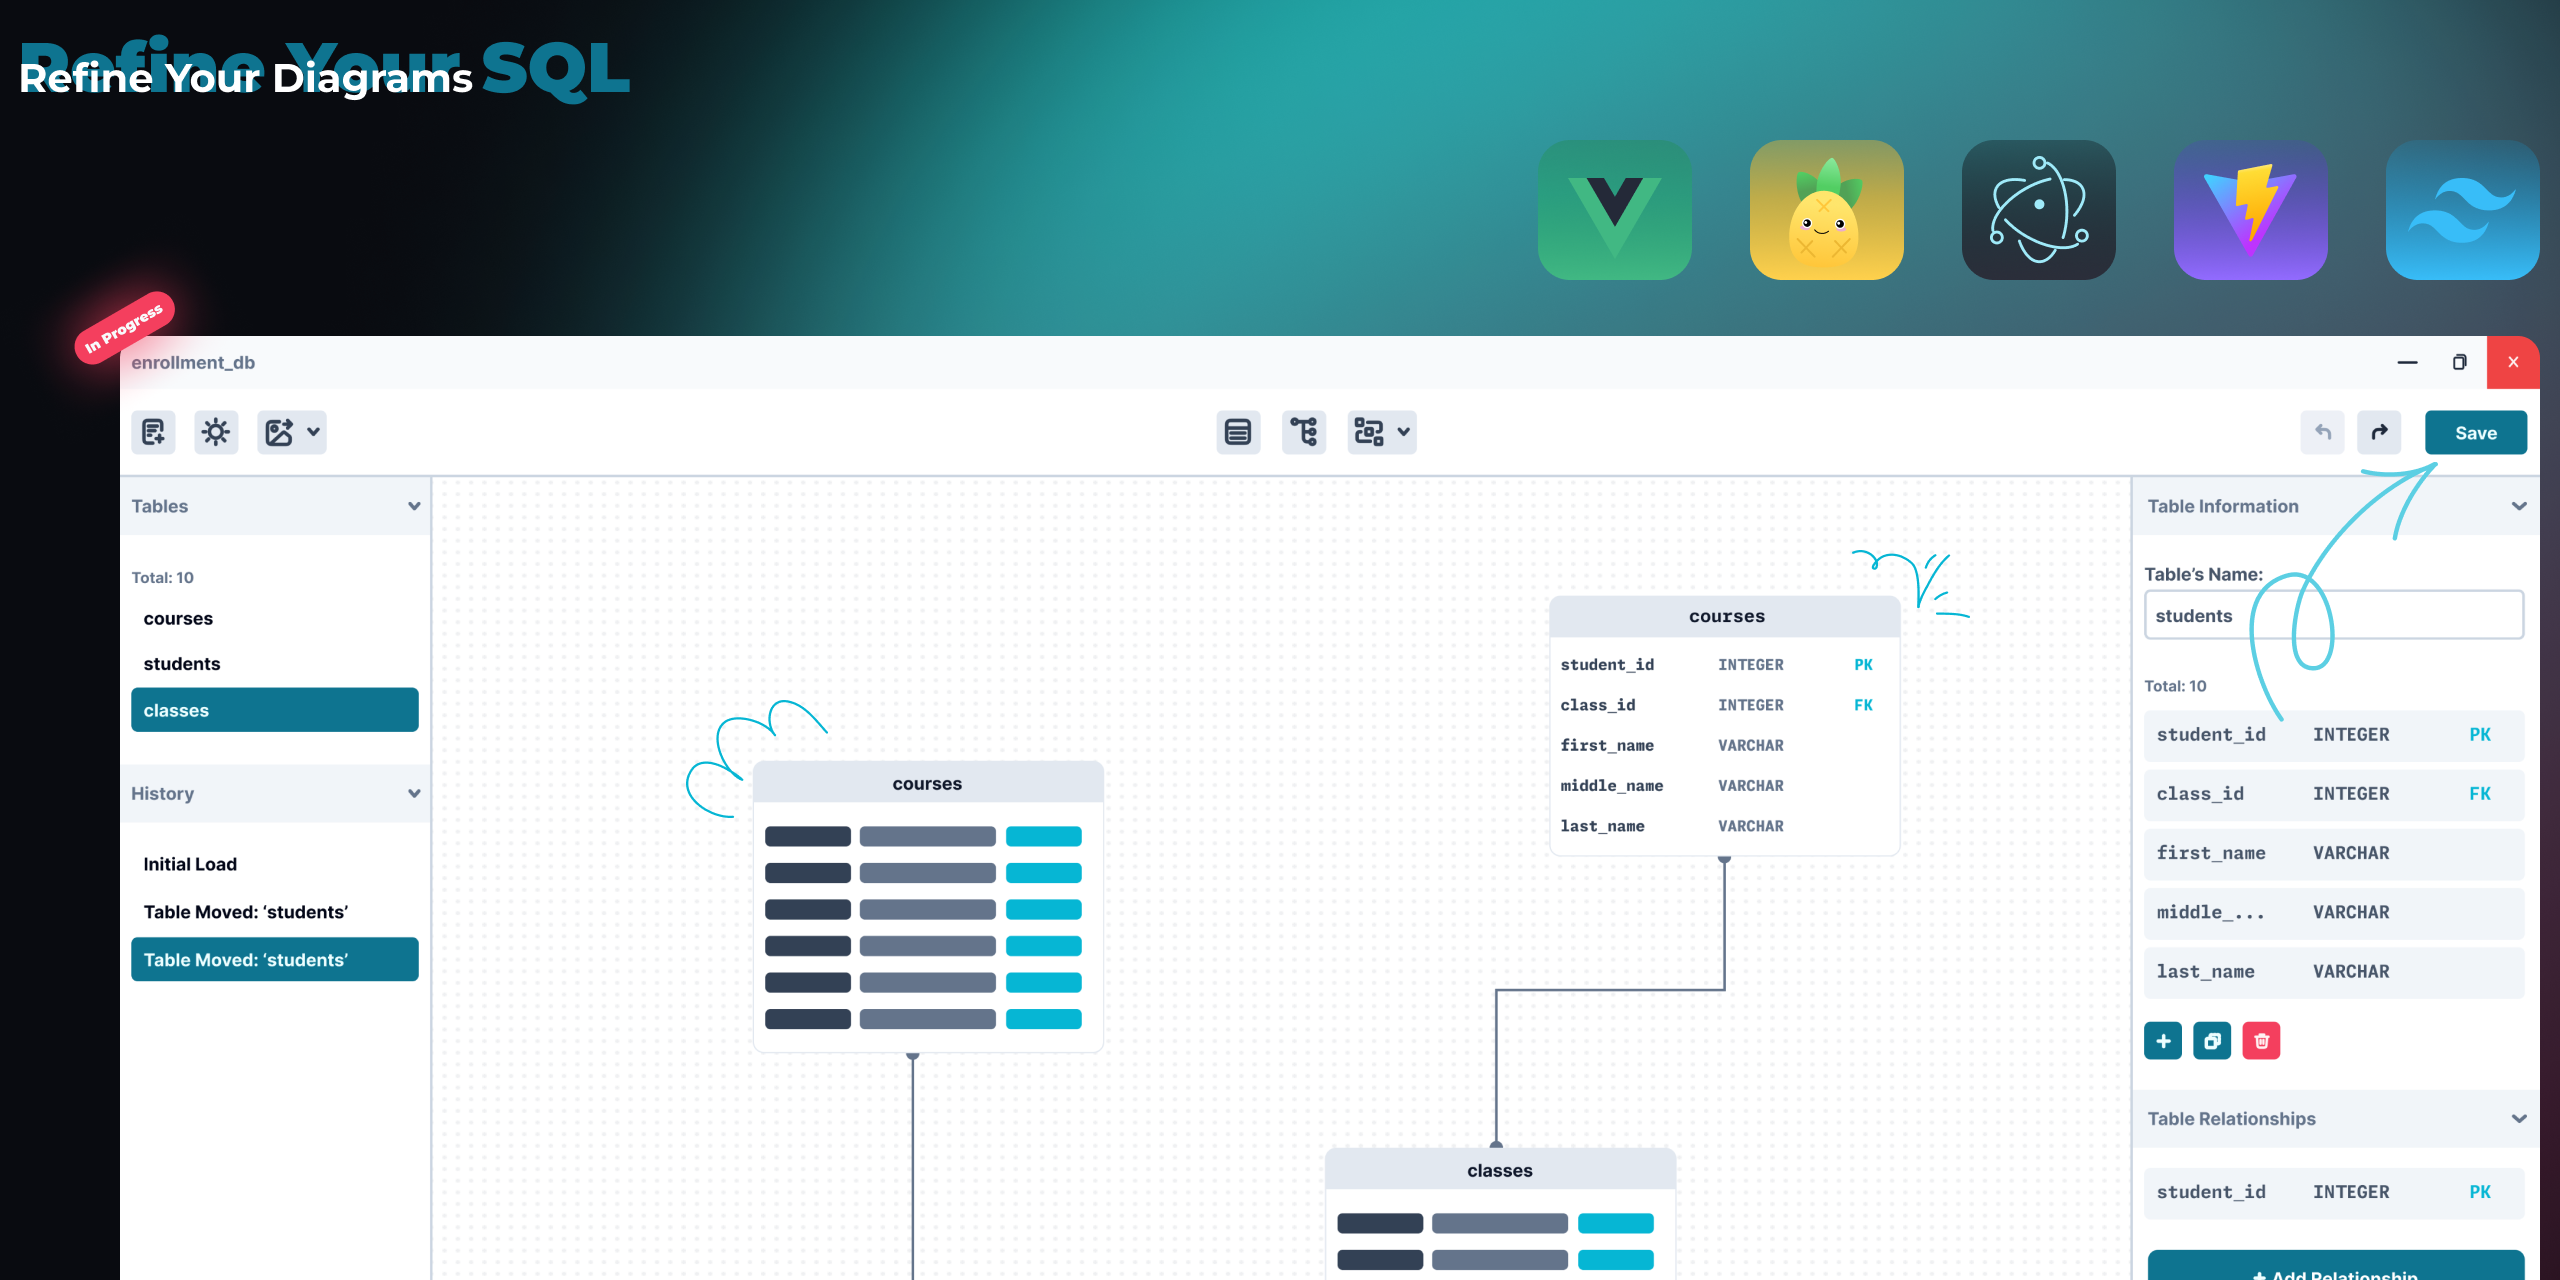 Refine Your SQL
Refine Your Diagrams
In Progress
enrollment_db
Save
Tables
Total: 10
courses
students
classes
History
Initial Load
Table Moved: ‘students’
Table Moved: ‘students’
courses
courses
student_id INTEGER PK
class_id INTEGER FK
first_name VARCHAR
middle_name VARCHAR
last_name VARCHAR
classes
Table Information
Table’s Name:
students
Total: 10
student_id INTEGER PK
class_id INTEGER FK
first_name VARCHAR
middle_... VARCHAR
last_name VARCHAR
Table Relationships
student_id INTEGER PK
+ Add Relationship